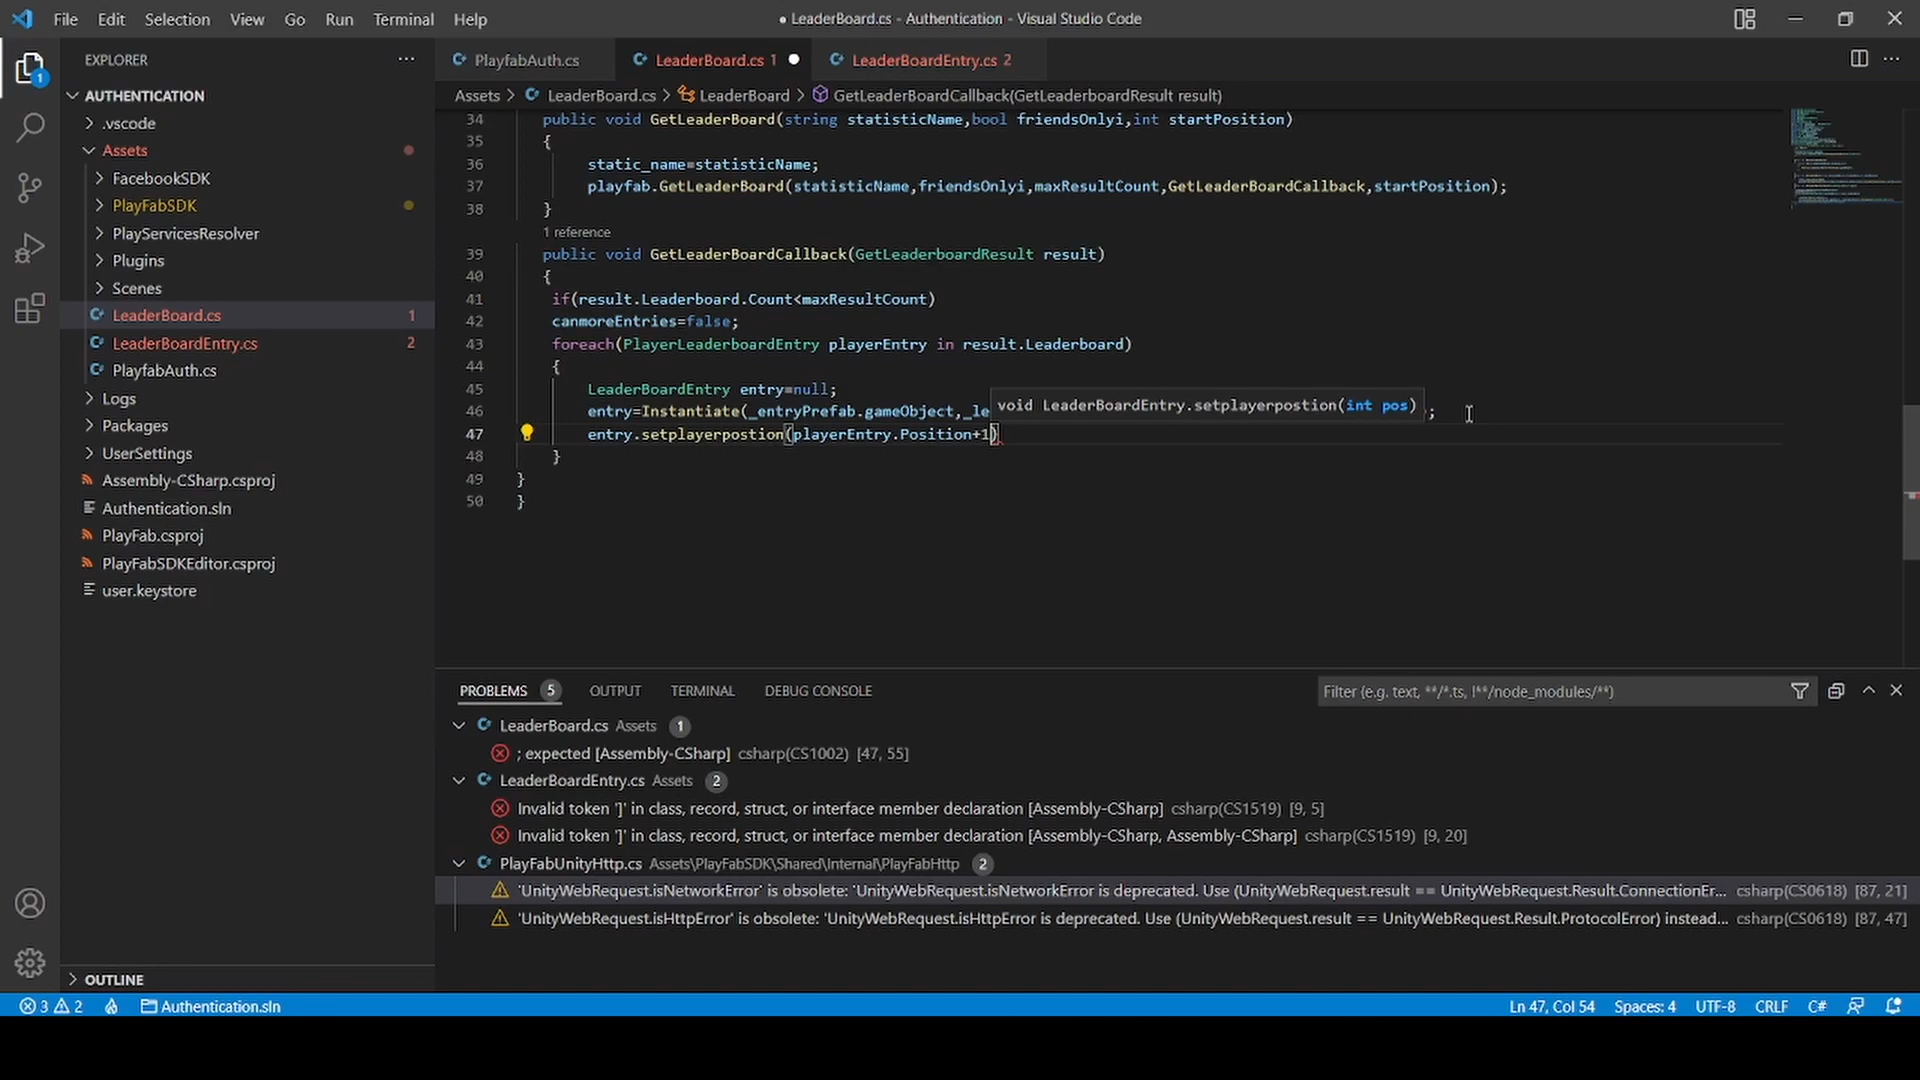 File Edit Selection View Go Run Terminal Help
● LeaderBoard.cs - Authentication - Visual Studio Code
EXPLORER
PlayfabAuth.cs
LeaderBoard.cs 1
LeaderBoardEntry.cs 2
AUTHENTICATION
.vscode
Assets
FacebookSDK
PlayFabSDK
PlayServicesResolver
Plugins
Scenes
LeaderBoard.cs 1
LeaderBoardEntry.cs 2
PlayfabAuth.cs
Logs
Packages
UserSettings
Assembly-CSharp.csproj
Authentication.sln
PlayFab.csproj
PlayFabSDKEditor.csproj
user.keystore
OUTLINE
1
Assets > LeaderBoard.cs > LeaderBoard > GetLeaderBoardCallback(GetLeaderboardResult result)
34 public void GetLeaderBoard(string statisticName,bool friendsOnlyi,int startPosition)
35 {
36 static_name=statisticName;
37 playfab.GetLeaderBoard(statisticName,friendsOnlyi,maxResultCount,GetLeaderBoardCallback,startPosition);
38 }
1 reference
39 public void GetLeaderBoardCallback(GetLeaderboardResult result)
40 {
41 if(result.Leaderboard.Count<maxResultCount)
42 canmoreEntries=false;
43 foreach(PlayerLeaderboardEntry playerEntry in result.Leaderboard)
44 {
45 LeaderBoardEntry entry=null;
46 entry=Instantiate(_entryPrefab.gameObject,_le ;
void LeaderBoardEntry.setplayerpostion(int pos)
47 entry.setplayerpostion(playerEntry.Position+1)
48 }
49 }
50 }
PROBLEMS 5 OUTPUT TERMINAL DEBUG CONSOLE
Filter (e.g. text, **/*.ts, !**/node_modules/**)
LeaderBoard.cs Assets 1
; expected [Assembly-CSharp] csharp(CS1002) [47, 55]
LeaderBoardEntry.cs Assets 2
Invalid token ']' in class, record, struct, or interface member declaration [Assembly-CSharp] csharp(CS1519) [9, 5]
Invalid token ']' in class, record, struct, or interface member declaration [Assembly-CSharp, Assembly-CSharp] csharp(CS1519) [9, 20]
PlayFabUnityHttp.cs Assets\PlayFabSDK\Shared\Internal\PlayFabHttp 2
'UnityWebRequest.isNetworkError' is obsolete: 'UnityWebRequest.isNetworkError is deprecated. Use (UnityWebRequest.result == UnityWebRequest.Result.ConnectionEr... csharp(CS0618) [87, 21]
'UnityWebRequest.isHttpError' is obsolete: 'UnityWebRequest.isHttpError is deprecated. Use (UnityWebRequest.result == UnityWebRequest.Result.ProtocolError) instead... csharp(CS0618) [87, 47]
3 2 Authentication.sln
Ln 47, Col 54 Spaces: 4 UTF-8 CRLF C#